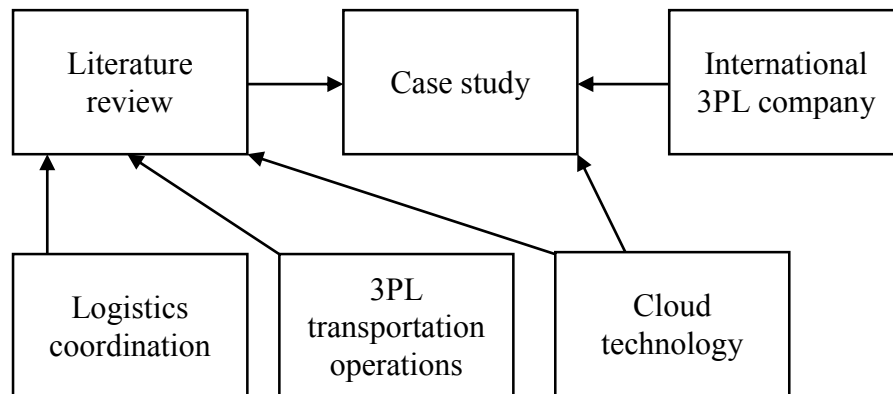 Literature
review
Case study
International
3PL company
Logistics
coordination
3PL
transportation
operations
Cloud
technology